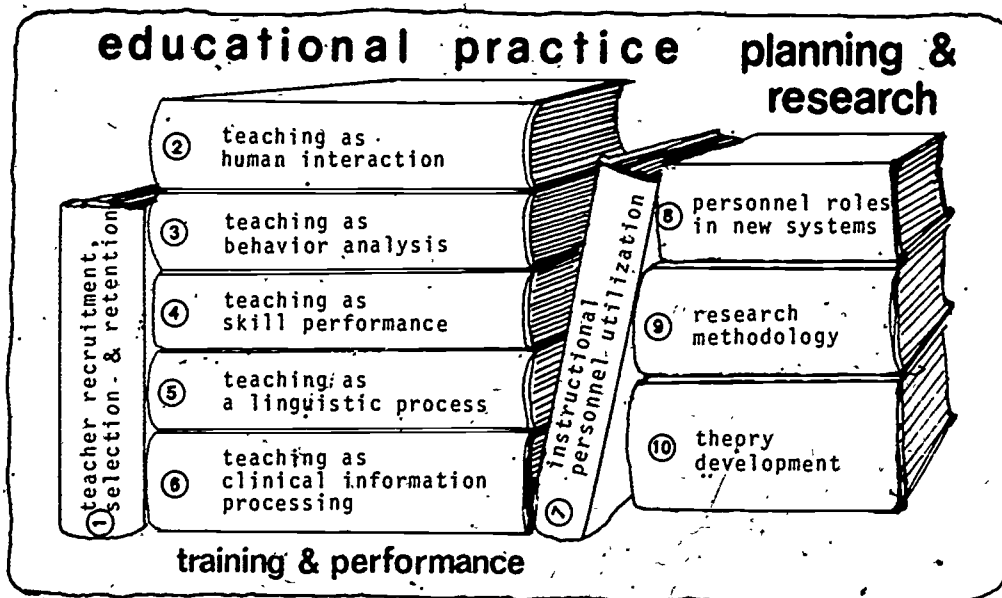 educational practice
planning &
research
① teacher recruitment,
selection & retention
② teaching as
human interaction
③ teaching as
behavior analysis
④ teaching as
skill performance
⑤ teaching as
a linguistic process
⑥ teaching as
clinical information
processing
training & performance
⑦ instructional
personnel utilization
⑧ personnel roles
in new systems
⑨ research
methodology
⑩ thepry
development